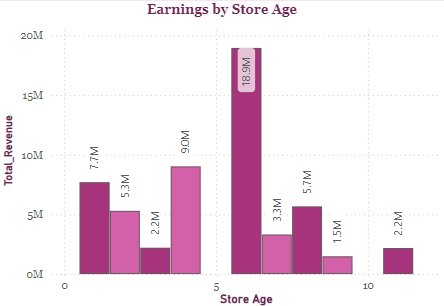 Earnings by Store Age
Total_Revenue
20M
15M
10M
5M
0M
7.7M
5.3M
2.2M
9.0M
18.9M
3.3M
5.7M
1.5M
2.2M
0
5
10
Store Age